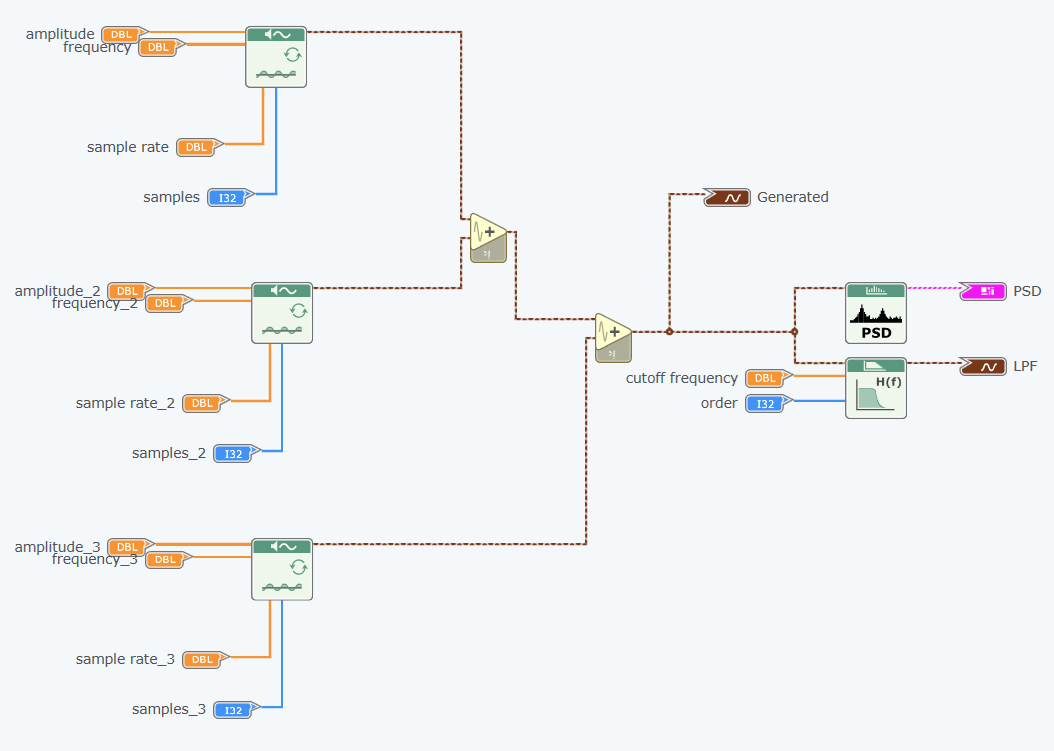 amplitude DBL
frequency DBL
sample rate DBL
samples I32
Generated
amplitude_2 DBL
frequency_2 DBL
PSD
PSD
cutoff frequency DBL
H(f)
LPF
order I32
sample rate_2 DBL
samples_2 I32
amplitude_3 DBL
frequency_3 DBL
sample rate_3 DBL
samples_3 I32